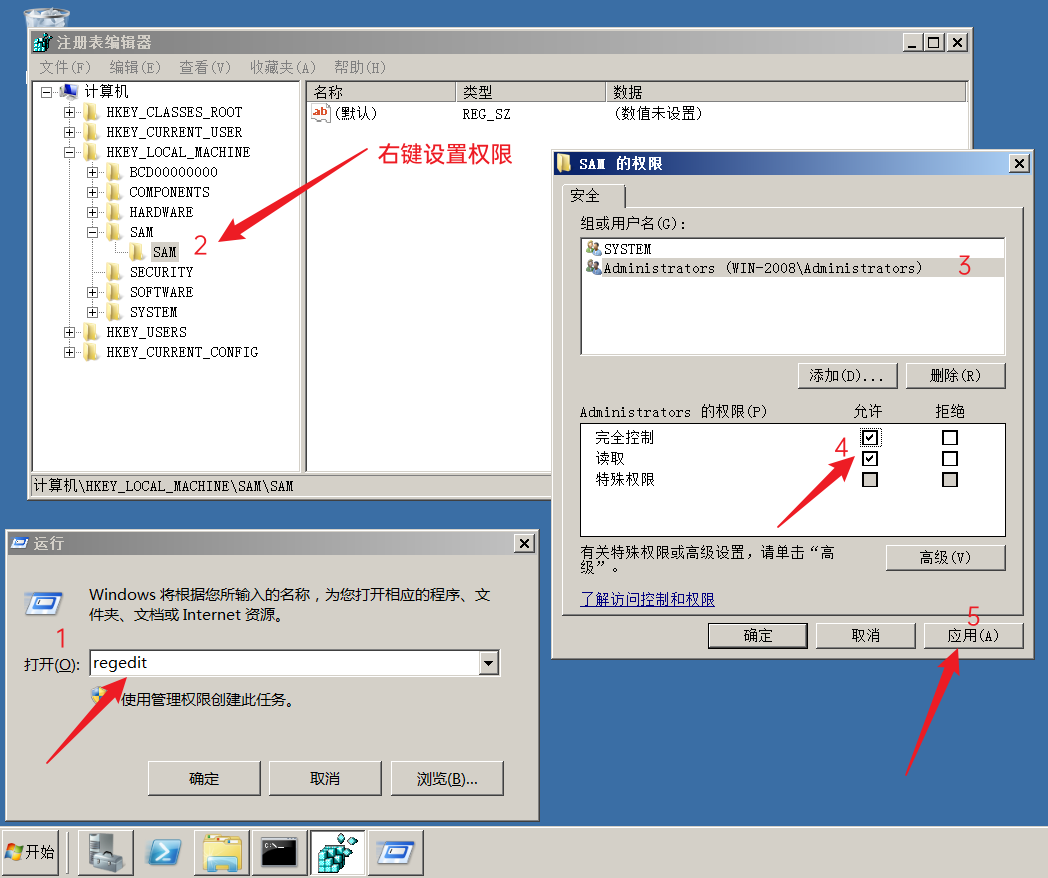 注册表编辑器
文件(F) 编辑(E) 查看(V) 收藏夹(A) 帮助(H)
计算机
HKEY_CLASSES_ROOT
HKEY_CURRENT_USER
HKEY_LOCAL_MACHINE
BCD00000000
COMPONENTS
HARDWARE
SAM
SAM
SECURITY
SOFTWARE
SYSTEM
HKEY_USERS
HKEY_CURRENT_CONFIG
名称 类型 数据
ab (默认) REG_SZ (数值未设置)
右键设置权限
2
计算机\HKEY_LOCAL_MACHINE\SAM\SAM
SAM 的权限
安全
组或用户名(G):
SYSTEM
Administrators (WIN-2008\Administrators)
3
添加(D)... 删除(R)
Administrators 的权限(P) 允许 拒绝
完全控制
读取
特殊权限
4
有关特殊权限或高级设置，请单击“高
级”。
高级(V)
了解访问控制和权限
5
确定 取消 应用(A)
运行
Windows 将根据您所输入的名称，为您打开相应的程序、文
件夹、文档或 Internet 资源。
1
打开(O): regedit
使用管理权限创建此任务。
确定 取消 浏览(B)...
开始
C:\_